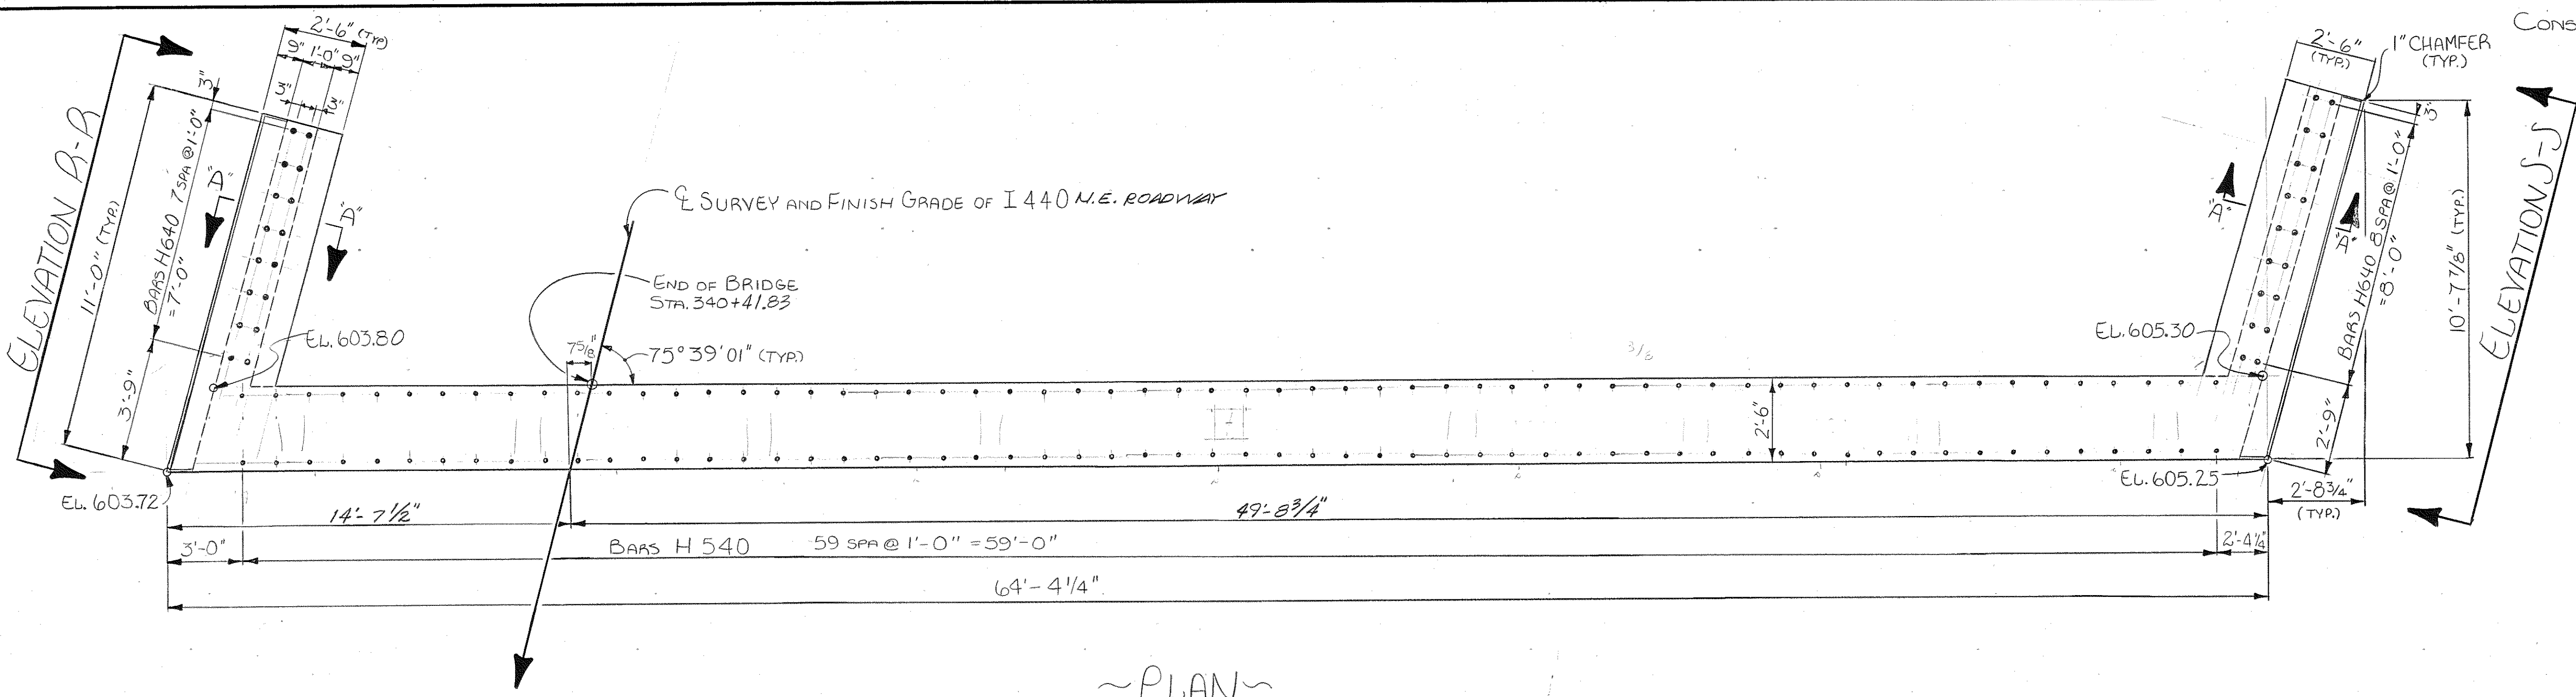 CONS
2'-6" (TYP)
9" 1'-0" 9"
3"
3"
3"
ELEVATION R-R
11'-0" (TYP.)
BARS H640 7 SPA @ 1'-0"
= 7'-0"
"D"
"D"
3'-9"
EL. 603.80
EL. 603.72
℄ SURVEY AND FINISH GRADE OF I 440 N.E. ROADWAY
END OF BRIDGE
STA. 340+41.83
7 5/8"
75° 39' 01" (TYP.)
3/8
2'-6"
2'-6"
(TYP.)
1" CHAMFER
(TYP.)
3"
"A"
"D"
BARS H640 8 SPA @ 1'-0"
= 8'-0"
10'-7 7/8" (TYP.)
ELEVATION S-S
EL. 605.30
2'-9"
EL. 605.25
2'-8 3/4"
(TYP.)
14'-7 1/2"
49'-8 3/4"
3'-0"
BARS H 540 59 SPA @ 1'-0" = 59'-0"
2'-4 1/4"
64'-4 1/4"
~PLAN~